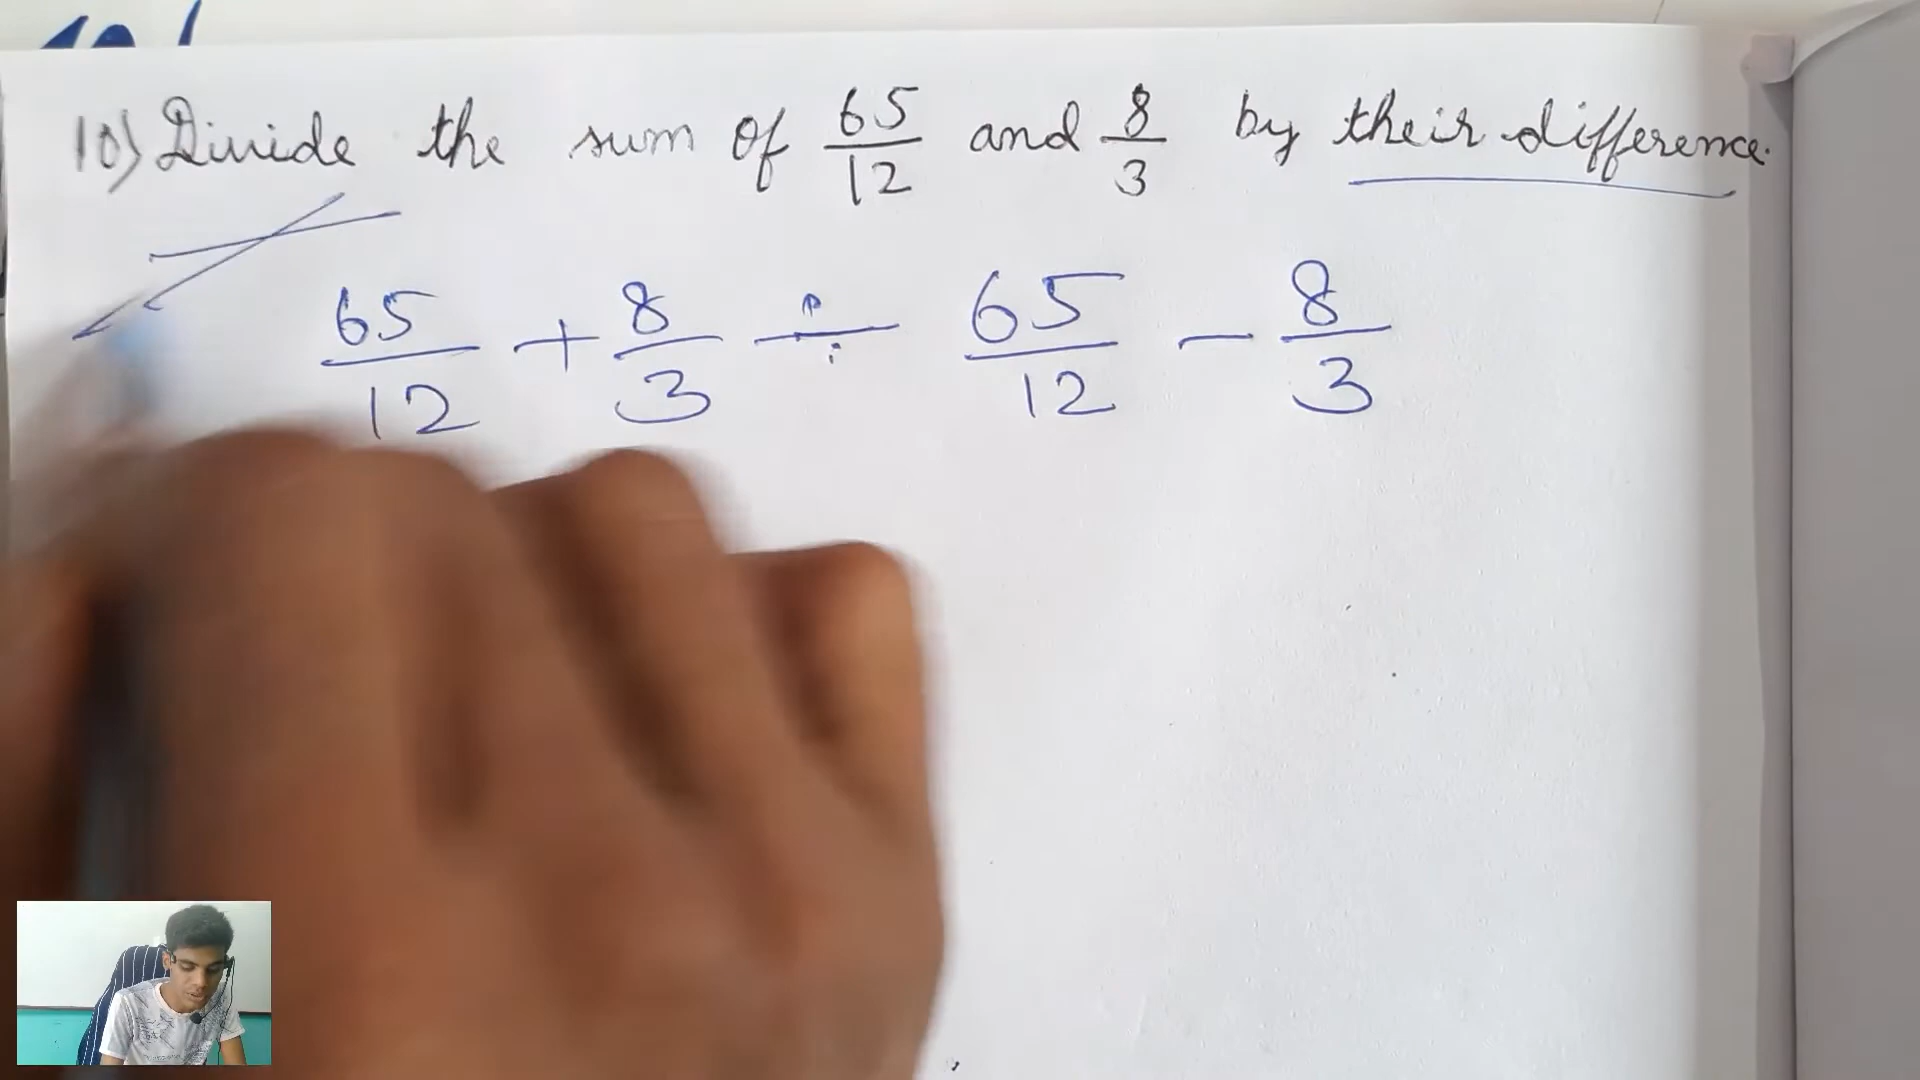 10) Divide the sum of 65/12 and 8/3 by their difference.
65/12 + 8/3 ÷ 65/12 - 8/3